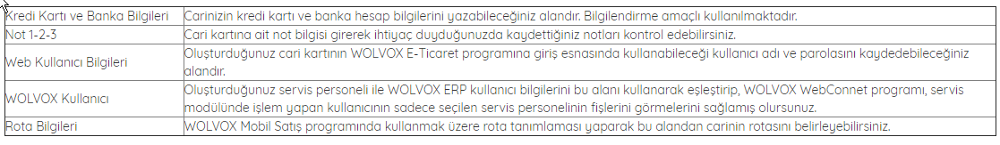 Kredi Kartı ve Banka Bilgileri
Carinizin kredi kartı ve banka hesap bilgilerini yazabileceğiniz alandır. Bilgilendirme amaçlı kullanılmaktadır.
Not 1-2-3
Cari kartına ait not bilgisi girerek ihtiyaç duyduğunuzda kaydettiğiniz notları kontrol edebilirsiniz.
Web Kullanıcı Bilgileri
Oluşturduğunuz cari kartının WOLVOX E-Ticaret programına giriş esnasında kullanabileceği kullanıcı adı ve parolasını kaydedebileceğiniz
alandır.
WOLVOX Kullanıcı
Oluşturduğunuz servis personeli ile WOLVOX ERP kullanıcı bilgilerini bu alanı kullanarak eşleştirip, WOLVOX WebConnet programı, servis
modülünde işlem yapan kullanıcının sadece seçilen servis personelinin fişlerini görmelerini sağlamış olursunuz.
Rota Bilgileri
WOLVOX Mobil Satış programında kullanmak üzere rota tanımlaması yaparak bu alandan carinin rotasını belirleyebilirsiniz.